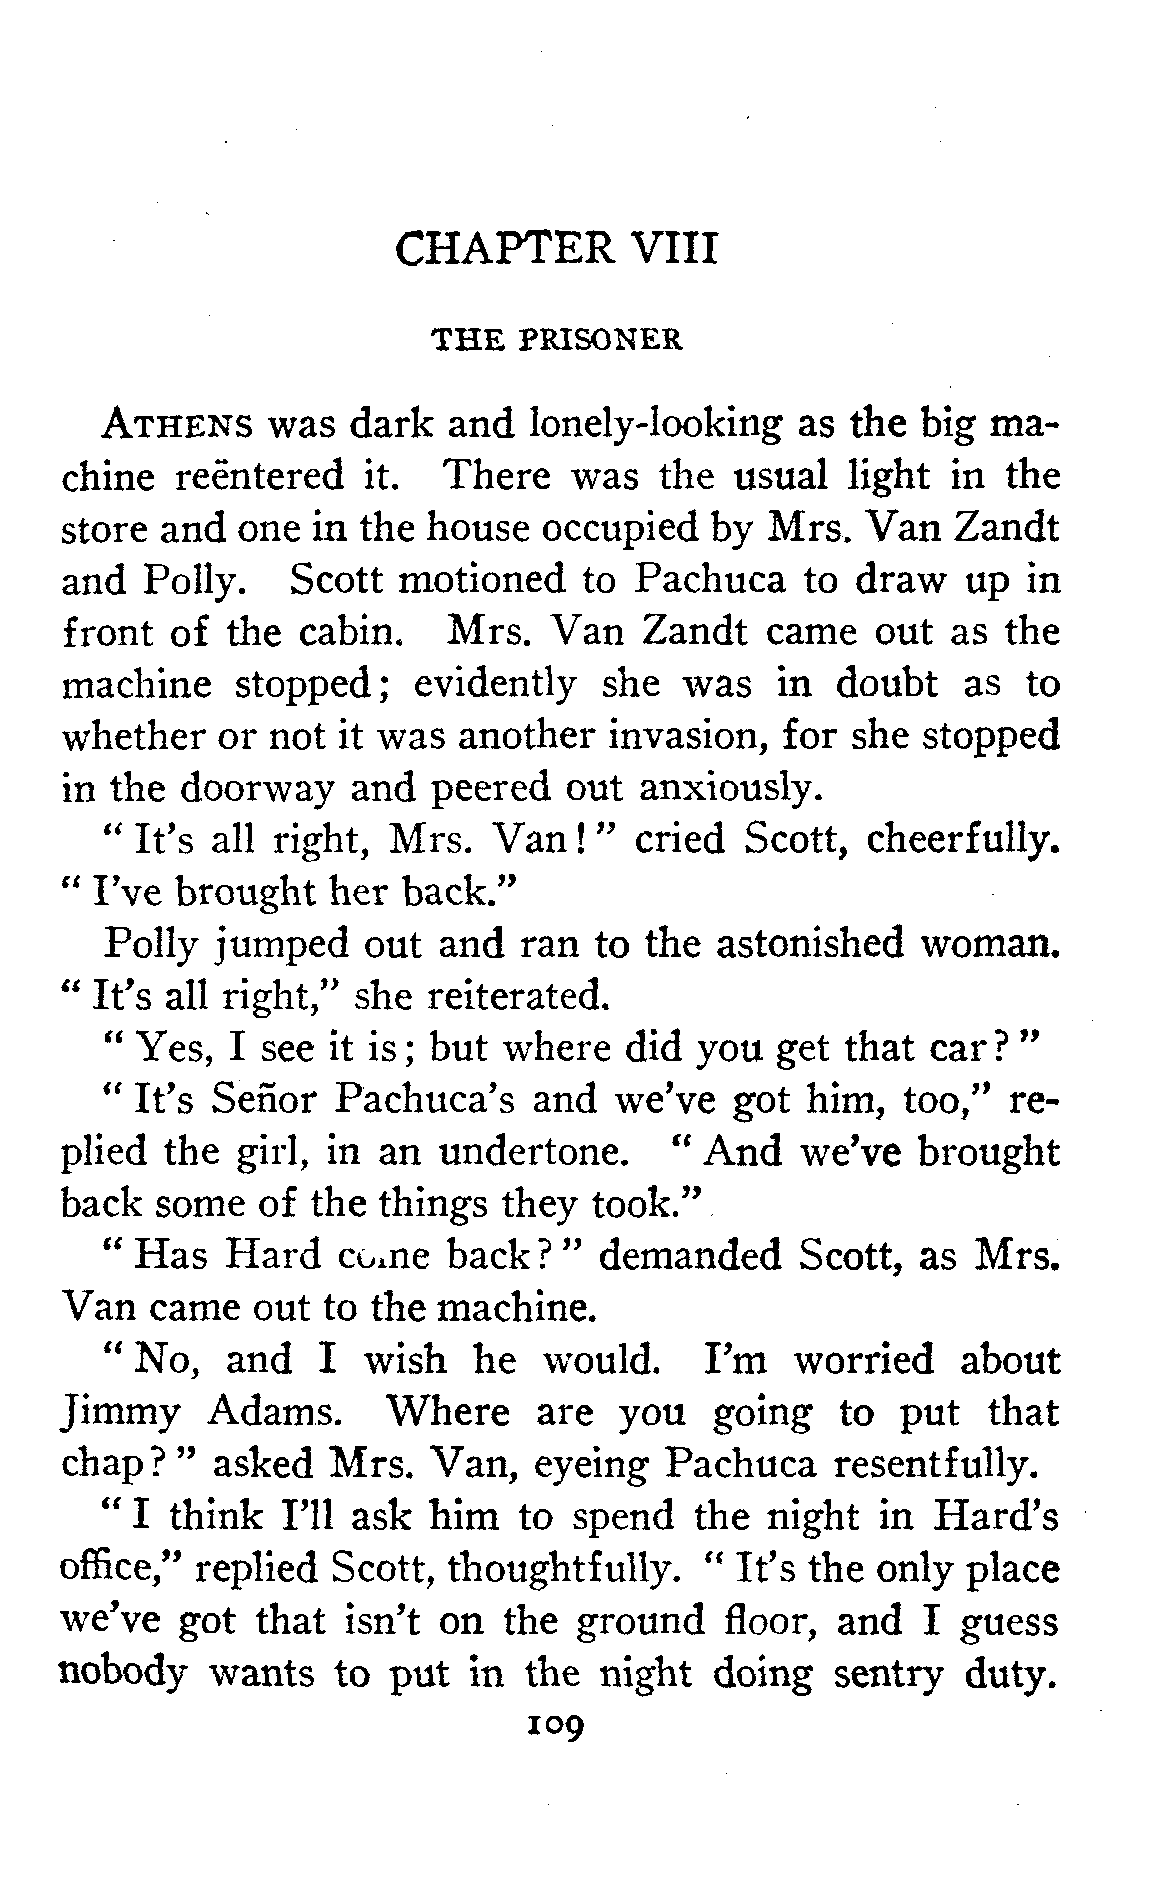 CHAPTER VIII
THE PRISONER
ATHENS was dark and lonely-looking as the big ma-
chine reëntered it. There was the usual light in the
store and one in the house occupied by Mrs. Van Zandt
and Polly. Scott motioned to Pachuca to draw up in
front of the cabin. Mrs. Van Zandt came out as the
machine stopped; evidently she was in doubt as to
whether or not it was another invasion, for she stopped
in the doorway and peered out anxiously.
" It's all right, Mrs. Van! " cried Scott, cheerfully.
" I've brought her back."
Polly jumped out and ran to the astonished woman.
" It's all right," she reiterated.
" Yes, I see it is; but where did you get that car? "
" It's Señor Pachuca's and we've got him, too," re-
plied the girl, in an undertone. " And we've brought
back some of the things they took."
" Has Hard come back? " demanded Scott, as Mrs.
Van came out to the machine.
" No, and I wish he would. I'm worried about
Jimmy Adams. Where are you going to put that
chap? " asked Mrs. Van, eyeing Pachuca resentfully.
" I think I'll ask him to spend the night in Hard's
office," replied Scott, thoughtfully. " It's the only place
we've got that isn't on the ground floor, and I guess
nobody wants to put in the night doing sentry duty.
109